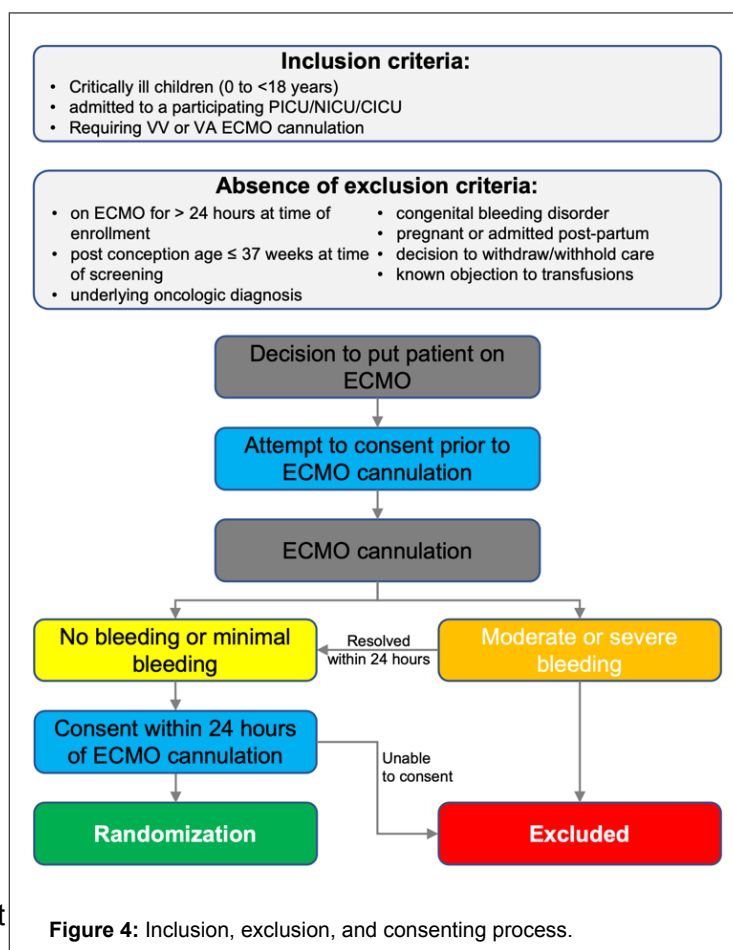 Inclusion criteria:
• Critically ill children (0 to <18 years)
• admitted to a participating PICU/NICU/CICU
• Requiring VV or VA ECMO cannulation
Absence of exclusion criteria:
• on ECMO for > 24 hours at time of
enrollment
• post conception age ≤ 37 weeks at time
of screening
• underlying oncologic diagnosis
• congenital bleeding disorder
• pregnant or admitted post-partum
• decision to withdraw/withhold care
• known objection to transfusions
Decision to put patient on
ECMO
Attempt to consent prior to
ECMO cannulation
ECMO cannulation
No bleeding or minimal
bleeding
Resolved
within 24 hours
Moderate or severe
bleeding
Consent within 24 hours
of ECMO cannulation
Unable
to consent
Randomization
Excluded
t
Figure 4: Inclusion, exclusion, and consenting process.